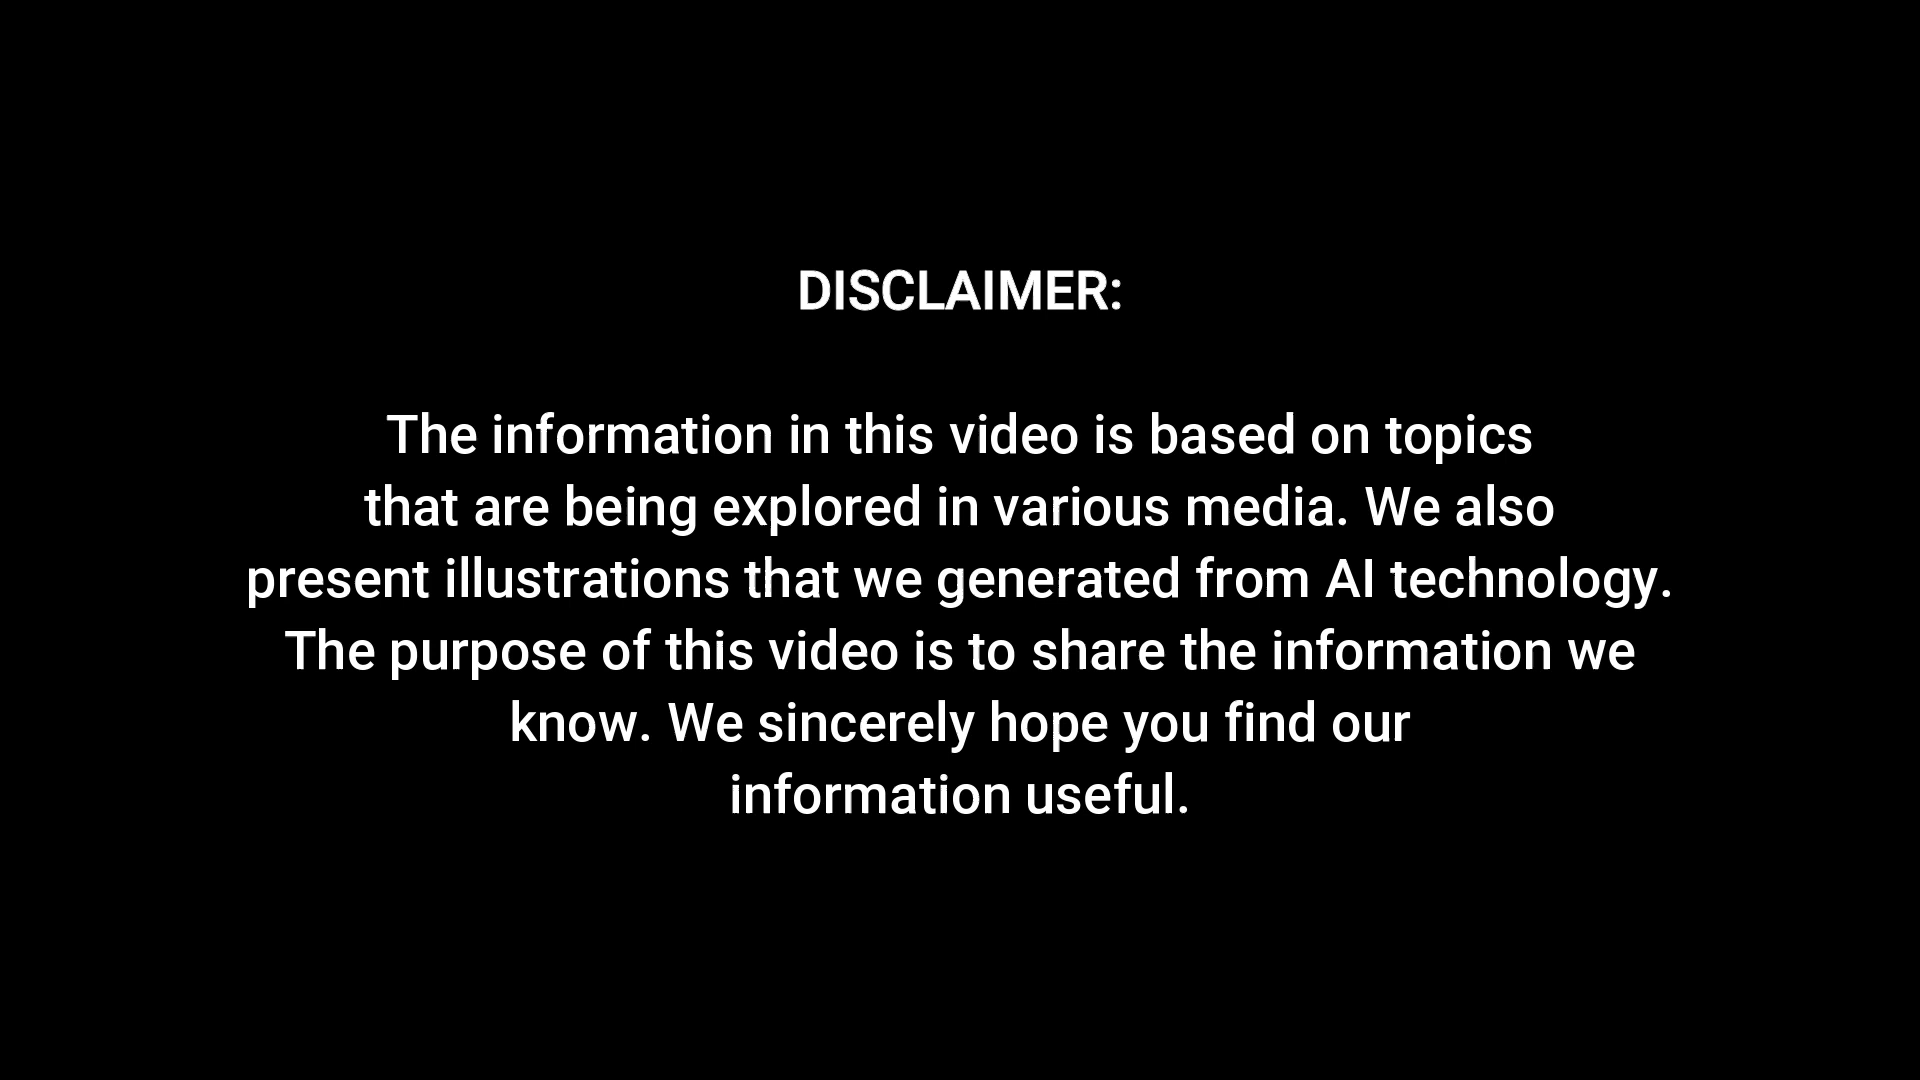 DISCLAIMER:
The information in this video is based on topics
that are being explored in various media. We also
present illustrations that we generated from AI technology.
The purpose of this video is to share the information we
know. We sincerely hope you find our
information useful.